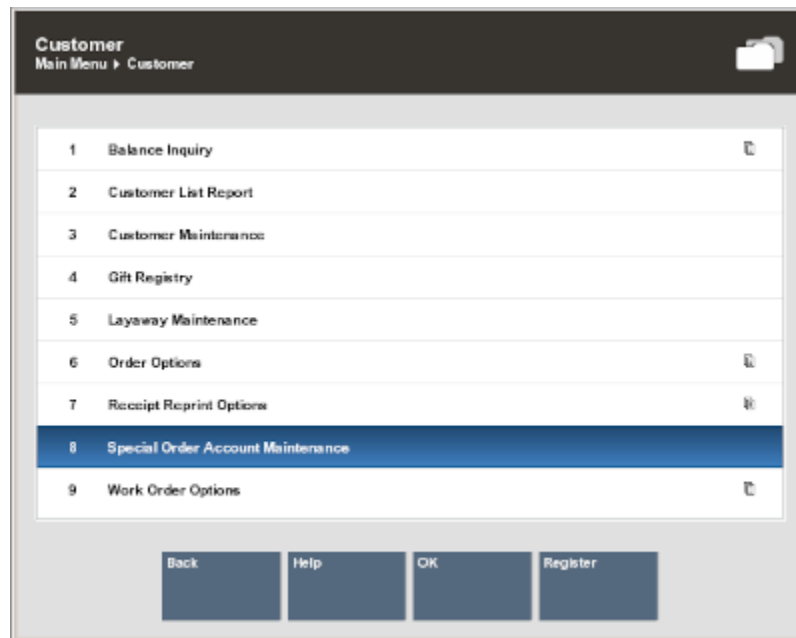 Customer
Main Menu ▸ Customer
1 Balance Inquiry
2 Customer List Report
3 Customer Maintenance
4 Gift Registry
5 Layaway Maintenance
6 Order Options
7 Receipt Reprint Options
8 Special Order Account Maintenance
9 Work Order Options
Back Help OK Register